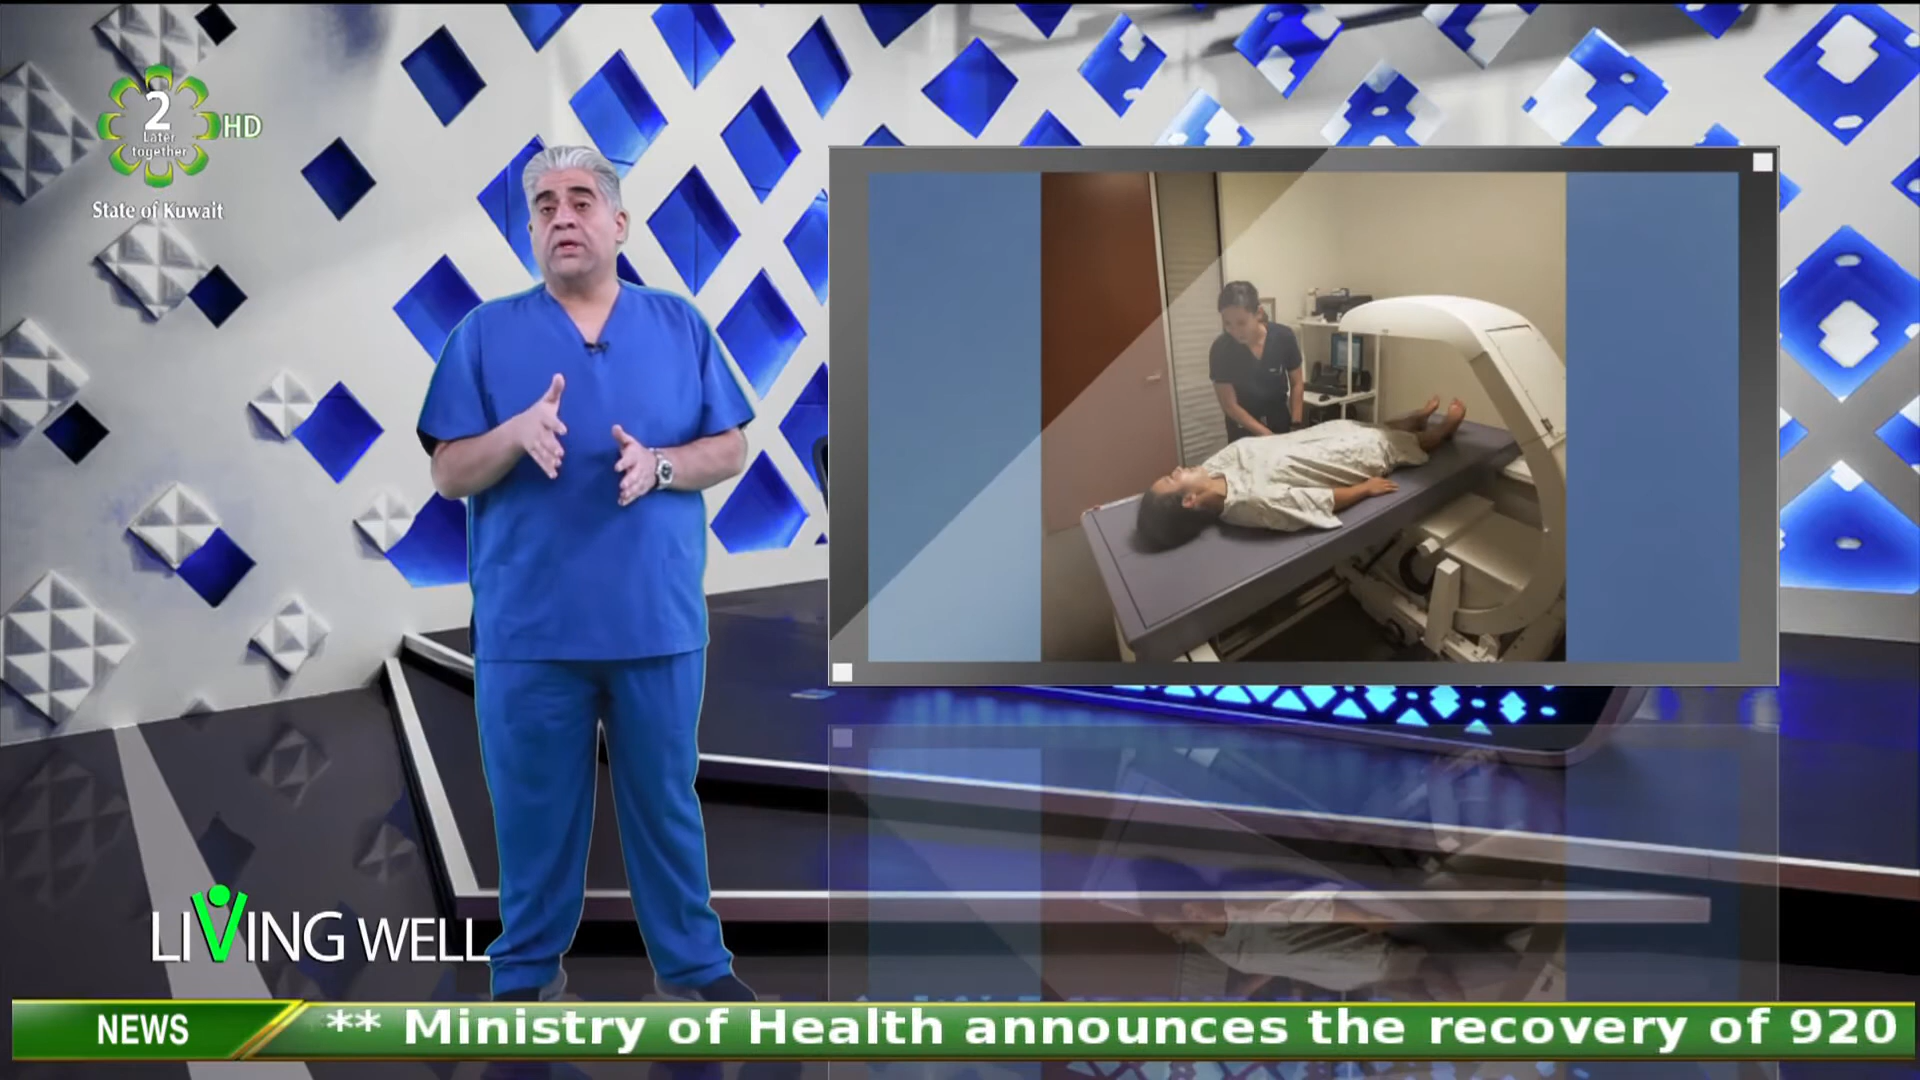 2
Later
together
HD
State of Kuwait
LIVING WELL
NEWS
** Ministry of Health announces the recovery of 920